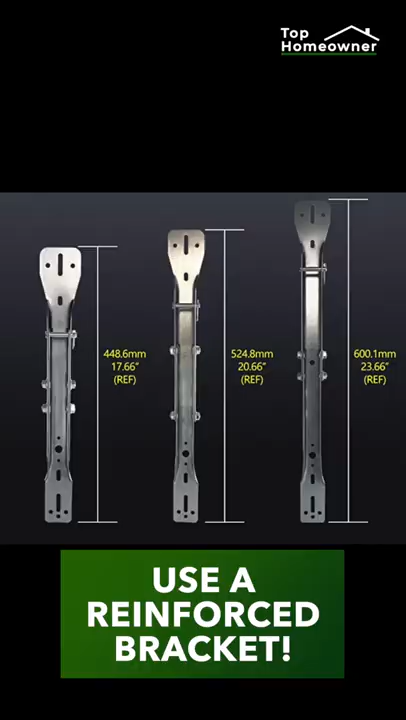 Top
Homeowner
448.6mm
17.66"
(REF)
524.8mm
20.66"
(REF)
600.1mm
23.66"
(REF)
USE A
REINFORCED
BRACKET!